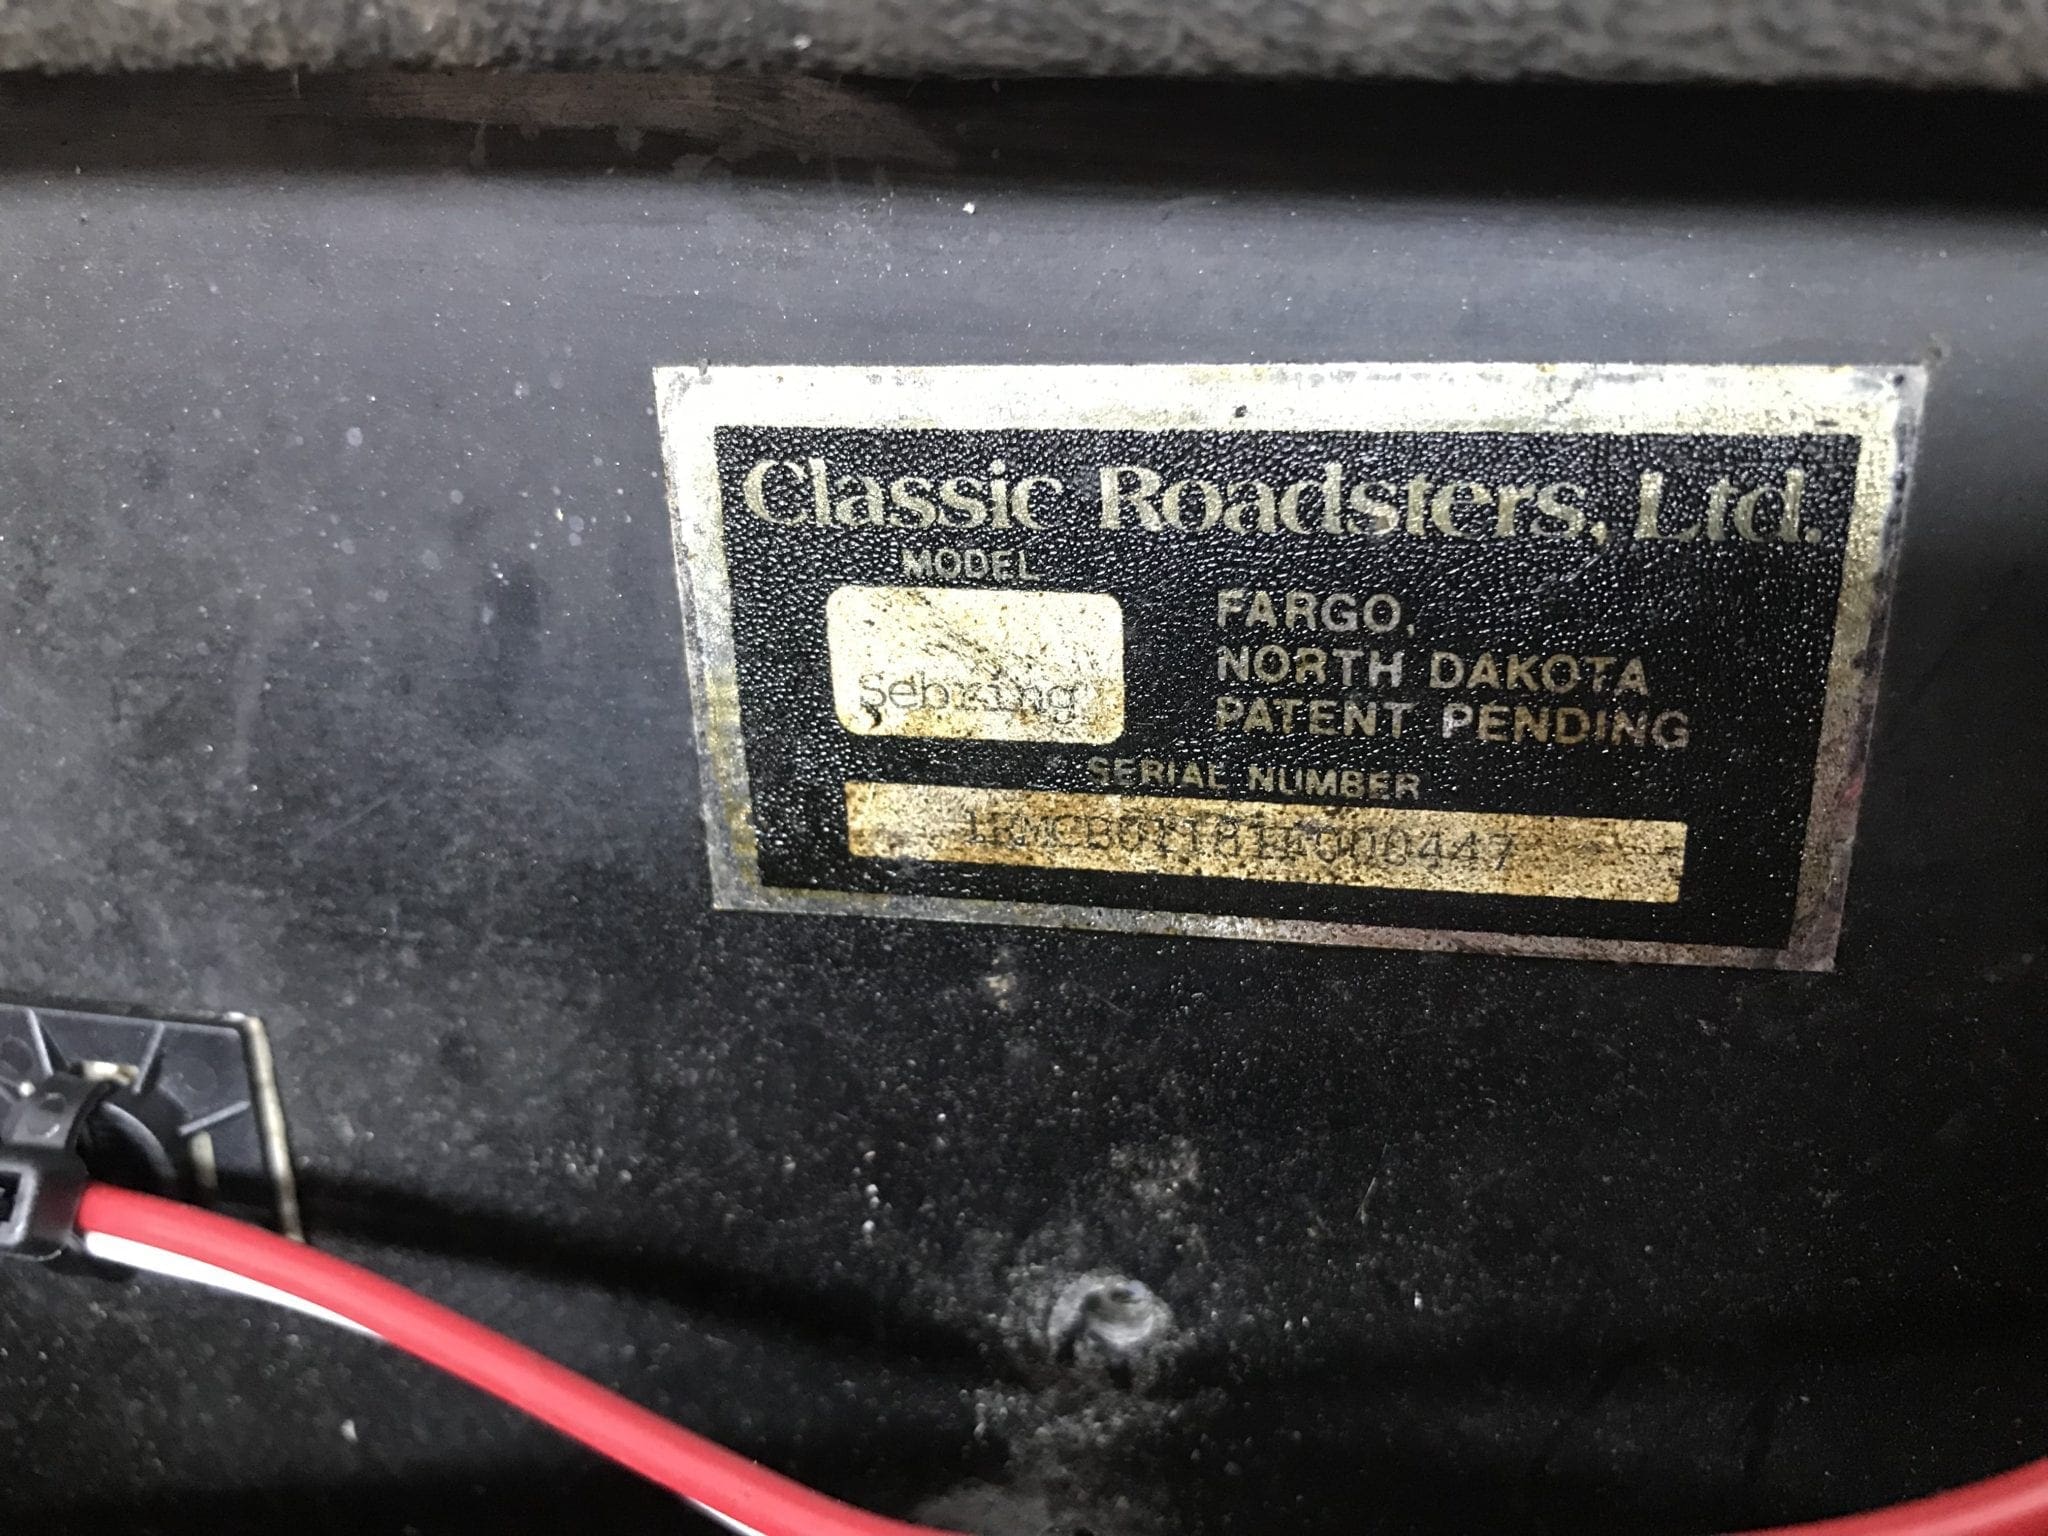 Classic Roadsters, Ltd.
MODEL
Sebring
FARGO,
NORTH DAKOTA
PATENT PENDING
SERIAL NUMBER